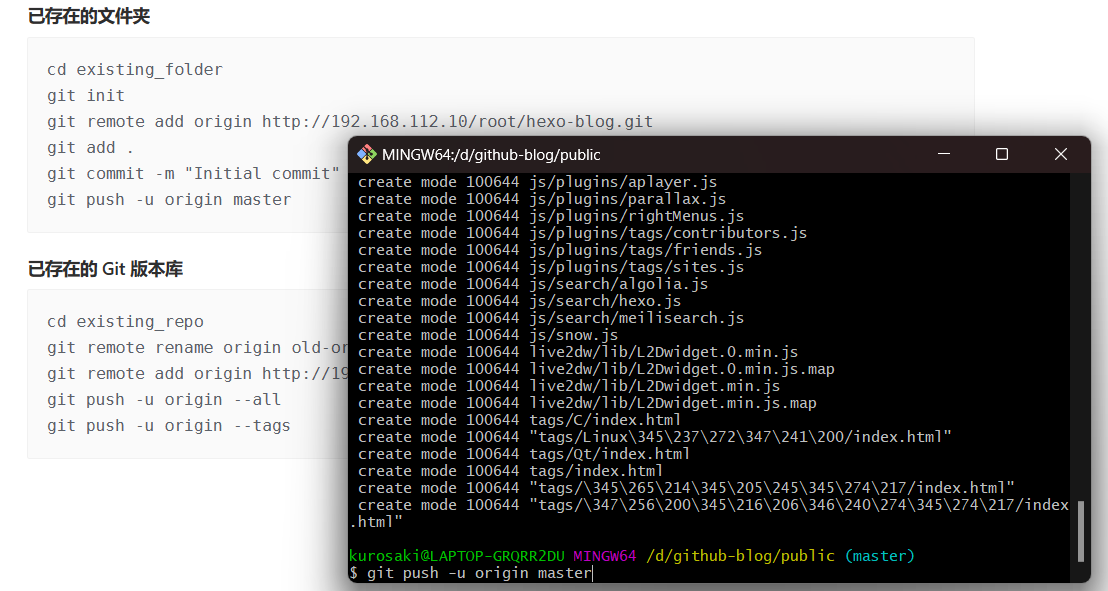 已存在的文件夹
cd existing_folder
git init
git remote add origin http://192.168.112.10/root/hexo-blog.git
git add .
git commit -m "Initial commit"
git push -u origin master
已存在的 Git 版本库
cd existing_repo
git remote rename origin old-or
git remote add origin http://19
git push -u origin --all
git push -u origin --tags
MINGW64:/d/github-blog/public
create mode 100644 js/plugins/aplayer.js
create mode 100644 js/plugins/parallax.js
create mode 100644 js/plugins/rightMenus.js
create mode 100644 js/plugins/tags/contributors.js
create mode 100644 js/plugins/tags/friends.js
create mode 100644 js/plugins/tags/sites.js
create mode 100644 js/search/algolia.js
create mode 100644 js/search/hexo.js
create mode 100644 js/search/meilisearch.js
create mode 100644 js/snow.js
create mode 100644 live2dw/lib/L2Dwidget.0.min.js
create mode 100644 live2dw/lib/L2Dwidget.0.min.js.map
create mode 100644 live2dw/lib/L2Dwidget.min.js
create mode 100644 live2dw/lib/L2Dwidget.min.js.map
create mode 100644 tags/C/index.html
create mode 100644 "tags/Linux\345\237\272\347\241\200/index.html"
create mode 100644 tags/Qt/index.html
create mode 100644 tags/index.html
create mode 100644 "tags/\345\265\214\345\205\245\345\274\217/index.html"
create mode 100644 "tags/\347\256\200\345\216\206\346\240\274\345\274\217/index
.html"
kurosaki@LAPTOP-GRQRR2DU MINGW64 /d/github-blog/public (master)
$ git push -u origin master